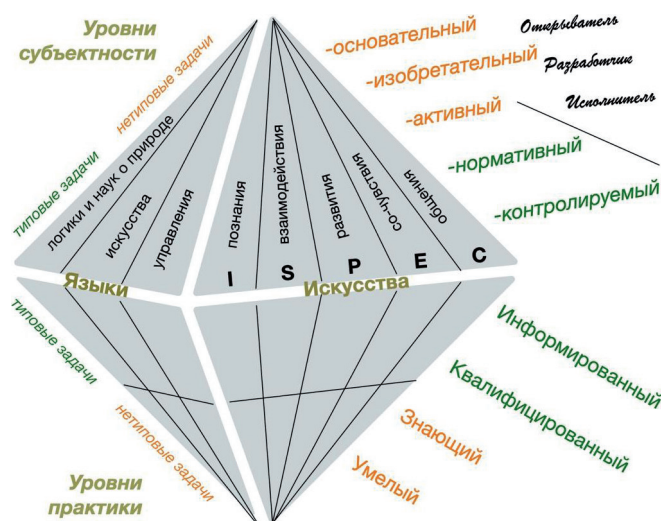 Уровни
субъектности
нетиповые задачи
типовые задачи
-основательный
-изобретательный
-активный
-нормативный
-контролируемый
Открыватель
Разработчик
Исполнитель
логики и наук о природе
искусства
управления
познания
взаимодействия
развития
со-чувствия
общения
I S P E C
Языки
Искусства
типовые задачи
нетиповые задачи
Уровни
практики
Информированный
Квалифицированный
Знающий
Умелый